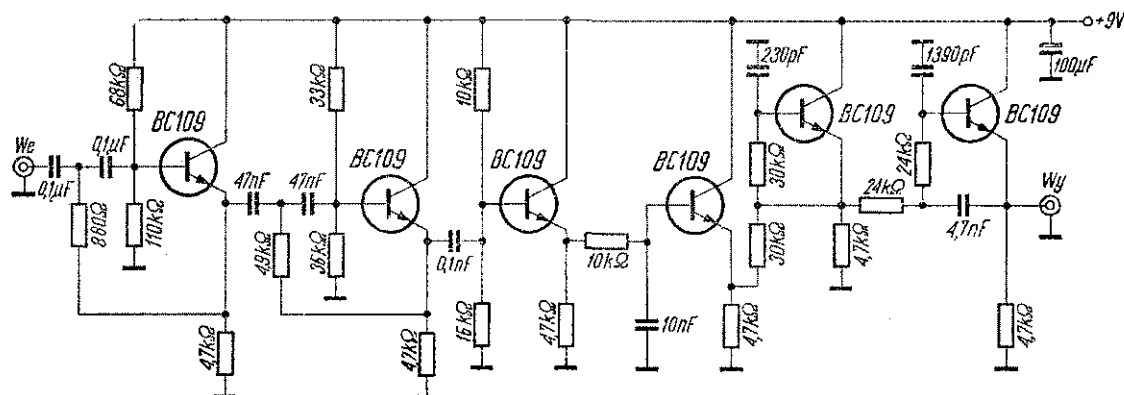 +9V
100µF
230pF
1390pF
68kΩ
33kΩ
10kΩ
BC109
BC109
BC109
BC109
BC109
BC109
We
0,1µF
0,1µF
47nF
47nF
30kΩ
24kΩ
24kΩ
Wy
880Ω
110kΩ
4,9kΩ
36kΩ
0,1nF
10kΩ
30kΩ
4,7kΩ
4,7nF
4,7kΩ
47kΩ
16kΩ
4,7kΩ
10nF
4,7kΩ
4,7kΩ